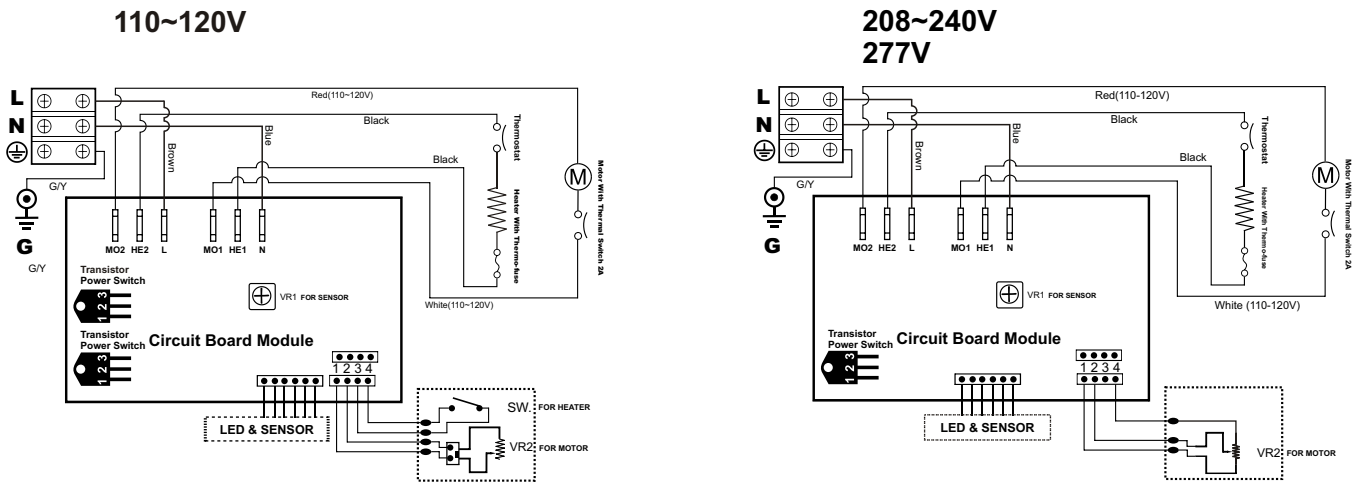 110~120V
L
N
G/Y
G
G/Y
Red(110~120V)
Black
Blue
Brown
Black
Thermostat
Heater With Thermo-fuse
M
Motor With Thermal Switch 2A
MO2 HE2 L MO1 HE1 N
Transistor
Power Switch
1 2 3
VR1 FOR SENSOR
White(110~120V)
Transistor
Power Switch
1 2 3
Circuit Board Module
1 2 3 4
LED & SENSOR
SW. FOR HEATER
VR2 FOR MOTOR
208~240V
277V
L
N
G/Y
G
Red(110-120V)
Black
Blue
Brown
Black
Thermostat
Heater With Thermo-fuse
M
Motor With Thermal Switch 2A
MO2 HE2 L MO1 HE1 N
VR1 FOR SENSOR
White (110-120V)
Transistor
Power Switch
1 2 3
Circuit Board Module
1 2 3 4
LED & SENSOR
VR2 FOR MOTOR